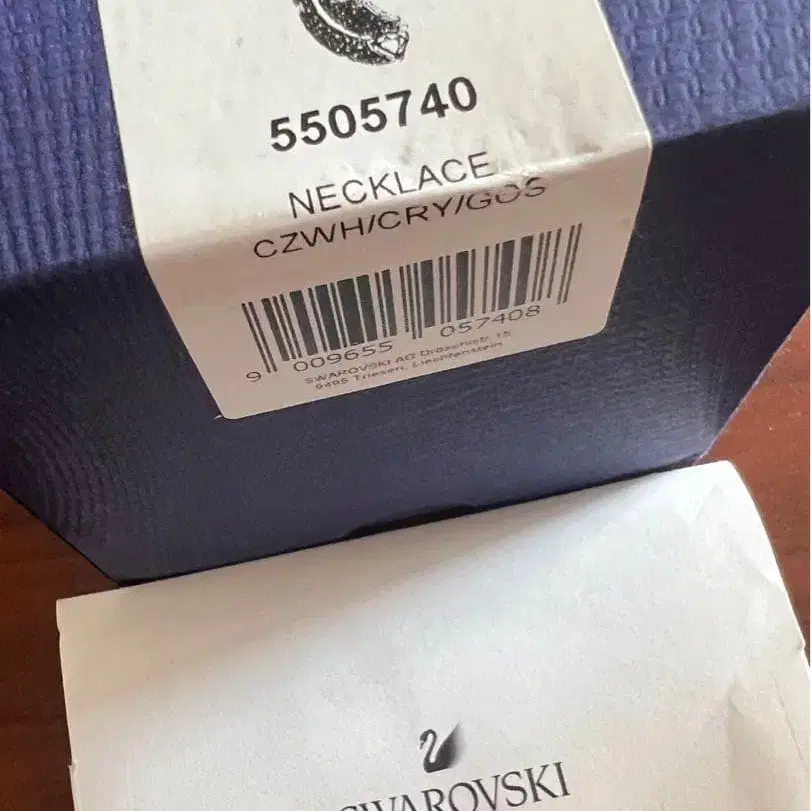 5505740
NECKLACE
CZWH/CRY/GOS
9 009655 057408
SWAROVSKI AG Dröschistr. 15
9495 Triesen, Liechtenstein
SWAROVSKI